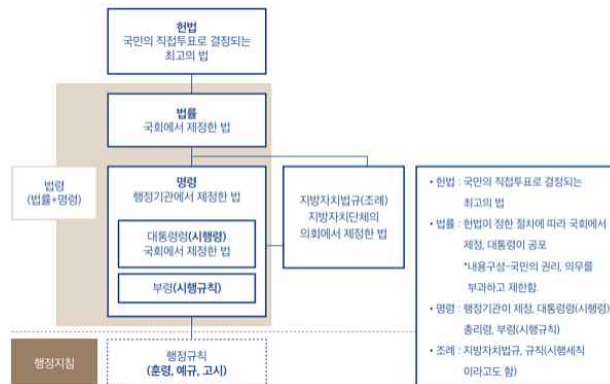 헌법
국민의 직접투표로 결정되는
최고의 법
법률
국회에서 제정한 법
법령
(법률+명령)
명령
행정기관에서 제정한 법
대통령령(시행령)
국회에서 제정한 법
부령(시행규칙)
지방자치법규(조례)
지방자치단체의
의회에서 제정한 법
행정지침
행정규칙
(훈령, 예규, 고시)
• 헌법 : 국민의 직접투표로 결정되는
최고의 법
• 법률 : 헌법이 정한 절차에 따라 국회에서
제정, 대통령이 공포
*내용구성-국민의 권리, 의무를
부과하고 제한함.
• 명령 : 행정기관이 제정, 대통령령(시행령)
총리령, 부령(시행규칙)
• 조례 : 지방자치법규, 규칙(시행세칙
이라고도 함)